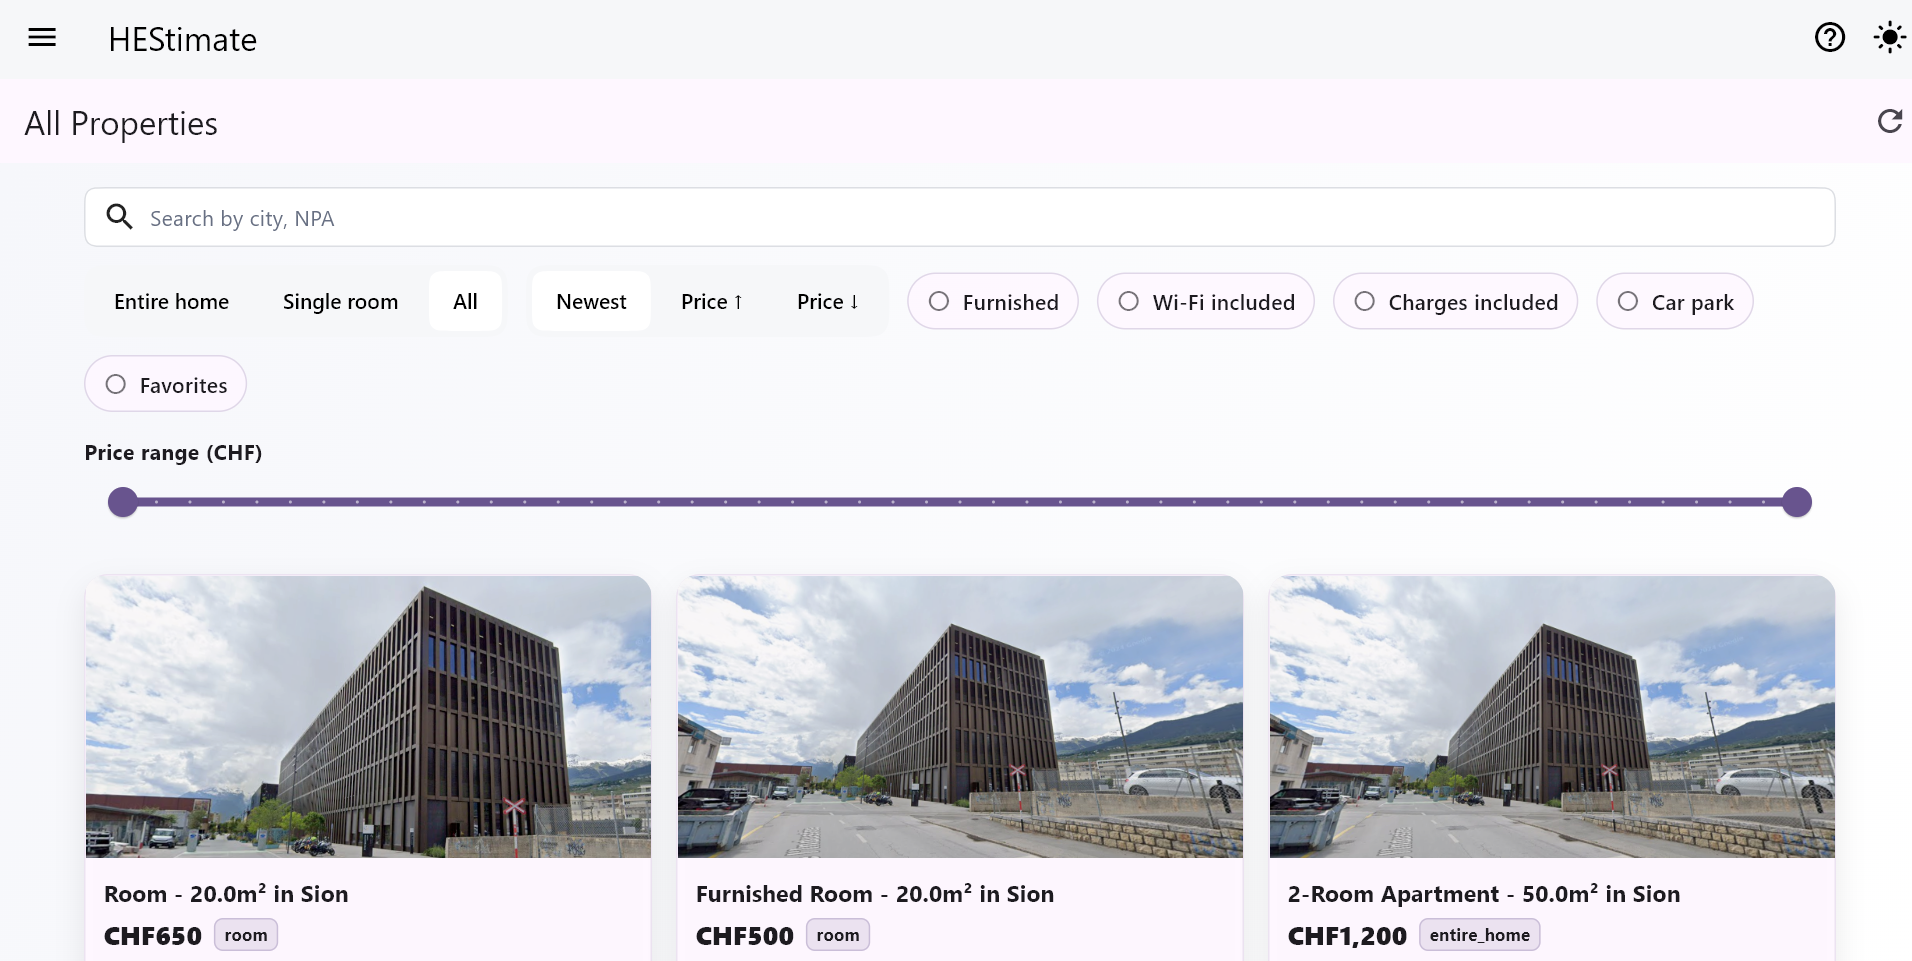 HEStimate
All Properties
Search by city, NPA
Entire home Single room All Newest Price ↑ Price ↓ Furnished Wi-Fi included Charges included Car park
Favorites
Price range (CHF)
Room - 20.0m² in Sion
CHF650 room
Furnished Room - 20.0m² in Sion
CHF500 room
2-Room Apartment - 50.0m² in Sion
CHF1,200 entire_home